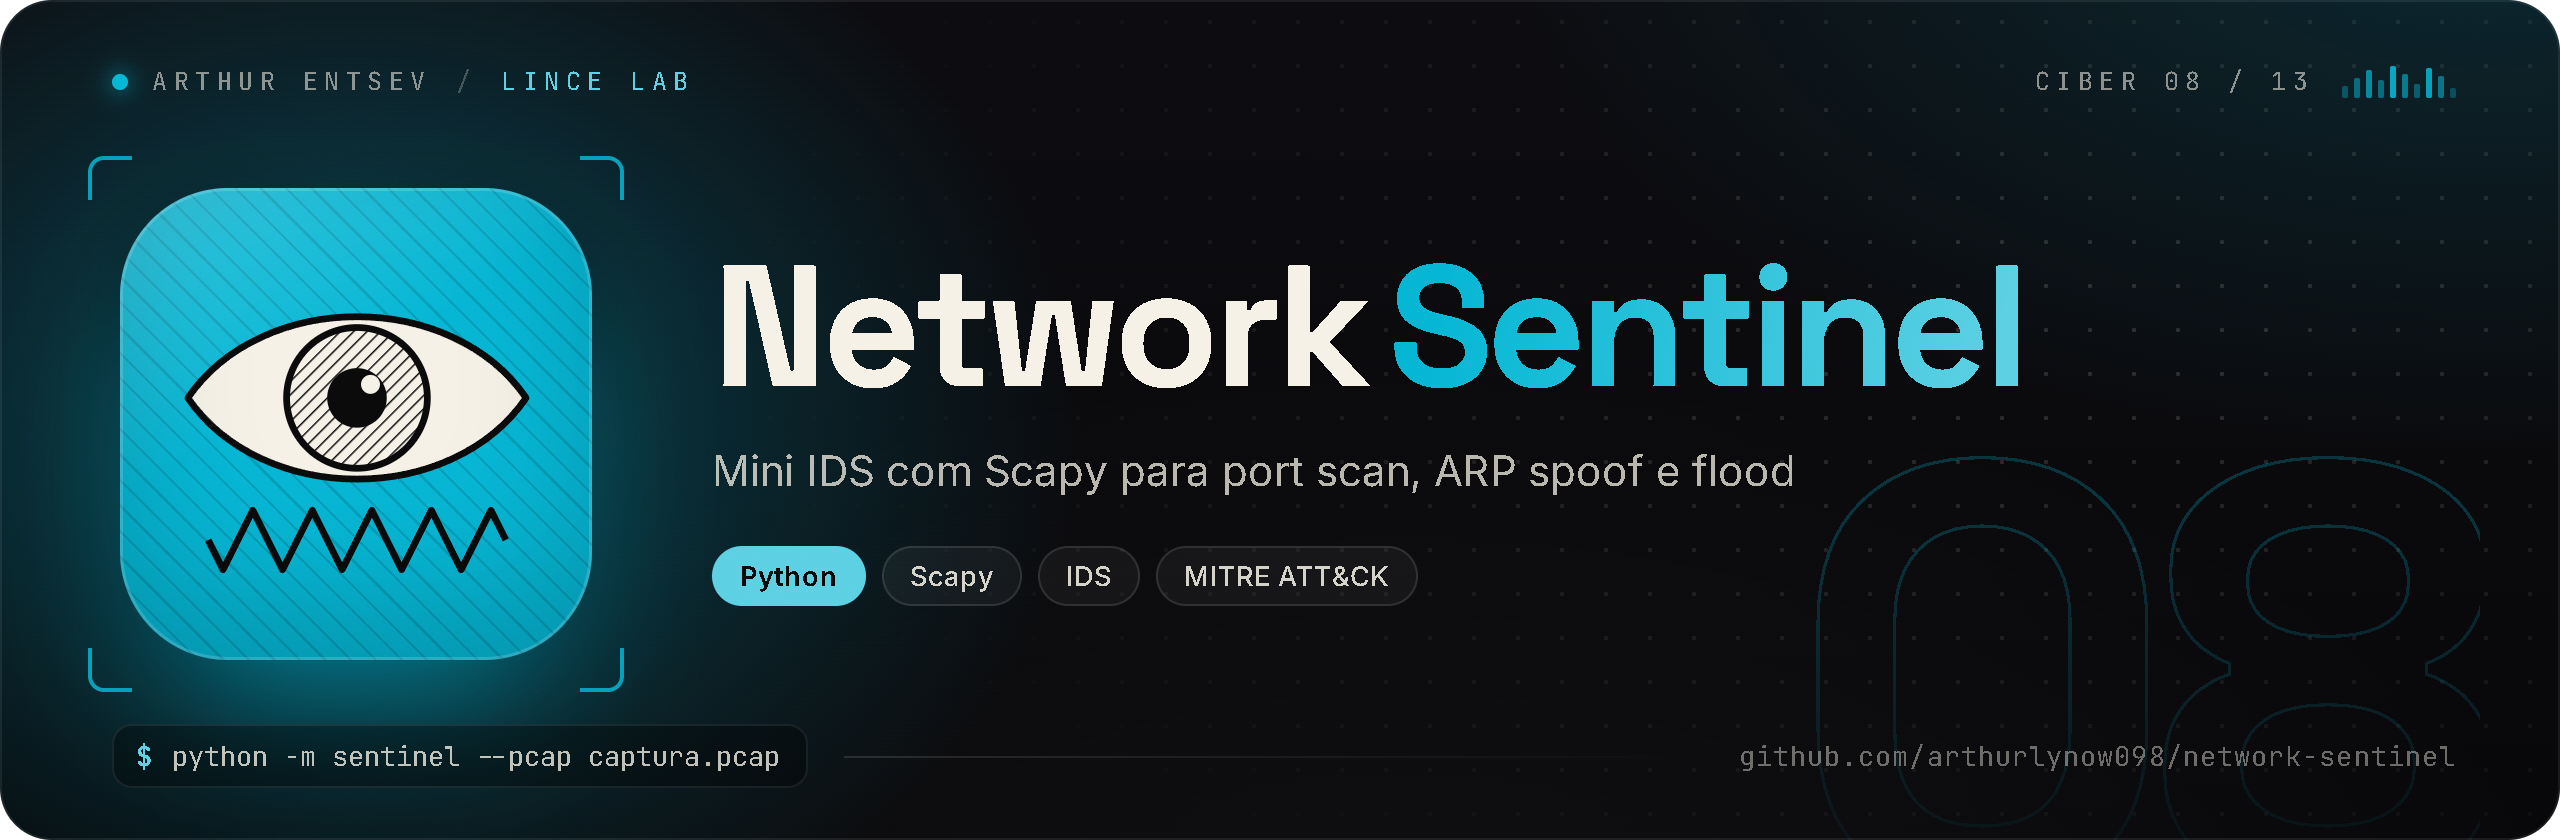 ARTHUR ENTSEV / LINCE LAB
CIBER 08 / 13
Network Sentinel
Mini IDS com Scapy para port scan, ARP spoof e flood
Python Scapy IDS MITRE ATT&CK
08
$ python -m sentinel --pcap captura.pcap
github.com/arthurlynow098/network-sentinel